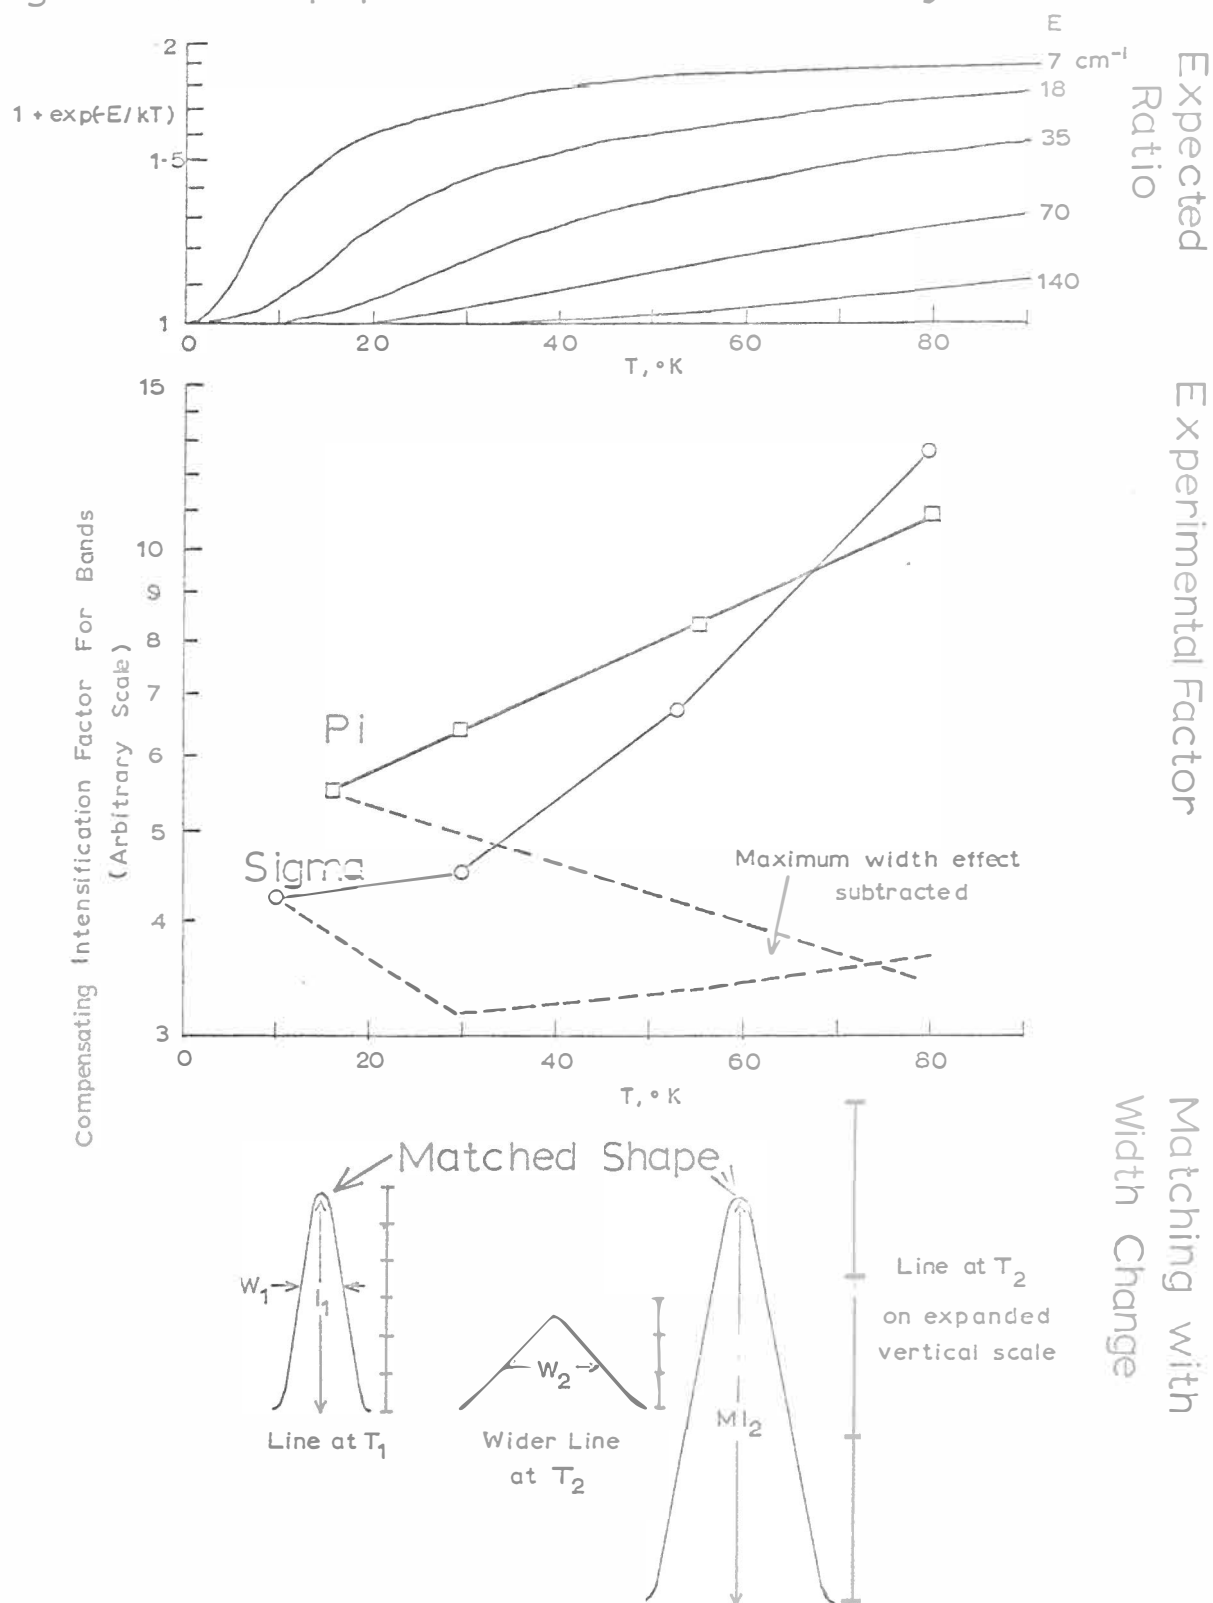 E
2
7 cm-1
18
1 + exp(-E/kT)
1·5
35
70
140
1
0
20
40
60
80
T, °K
Expected
Ratio
15
10
9
8
7
6
5
4
3
Compensating Intensification Factor For Bands
(Arbitrary Scale)
Pi
Sigma
Maximum width effect
subtracted
0
20
40
60
80
T, °K
Experimental Factor
Matched Shape
W1
I1
W2
MI2
Line at T1
Wider Line
at T2
Line at T2
on expanded
vertical scale
Matching with
Width Change